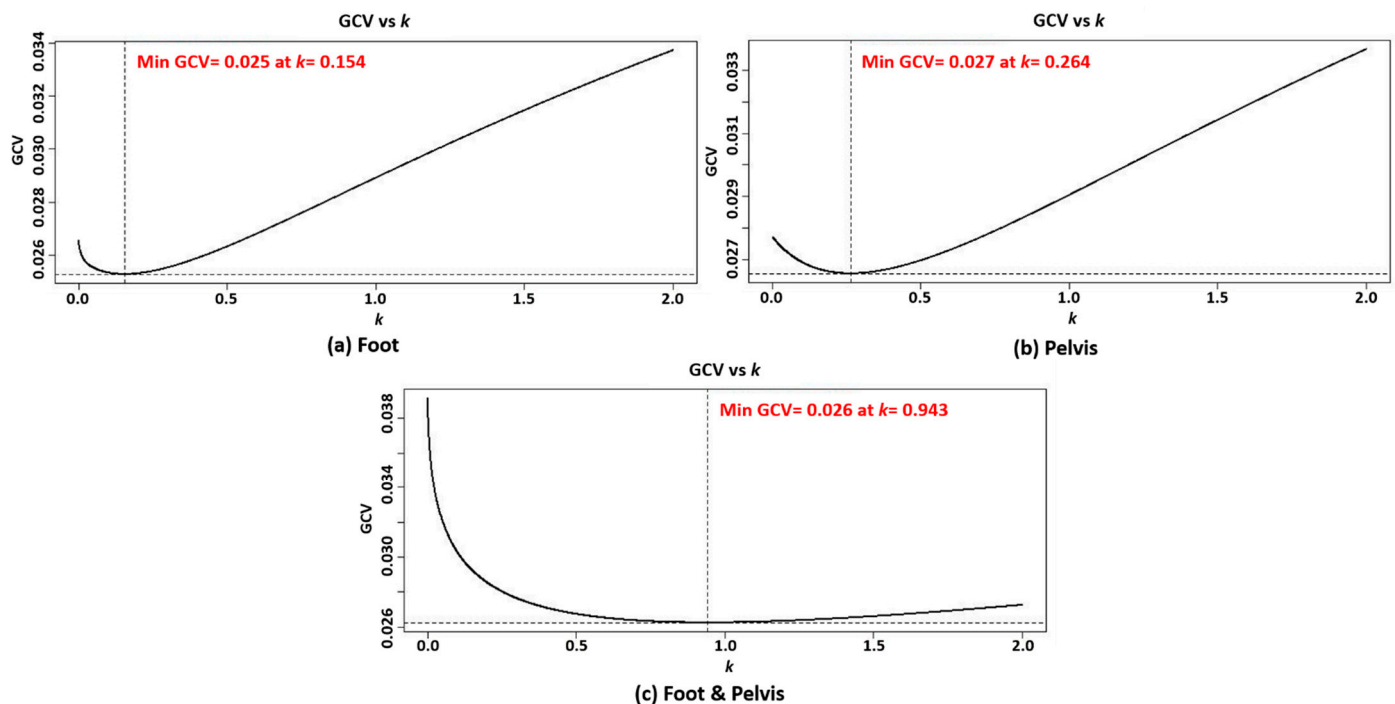 GCV vs k
Min GCV= 0.025 at k= 0.154
GCV
0.034
0.032
0.030
0.028
0.026
0.0 0.5 1.0 1.5 2.0
k
(a) Foot
GCV vs k
Min GCV= 0.027 at k= 0.264
GCV
0.033
0.031
0.029
0.027
0.0 0.5 1.0 1.5 2.0
k
(b) Pelvis
GCV vs k
Min GCV= 0.026 at k= 0.943
GCV
0.038
0.034
0.030
0.026
0.0 0.5 1.0 1.5 2.0
k
(c) Foot & Pelvis